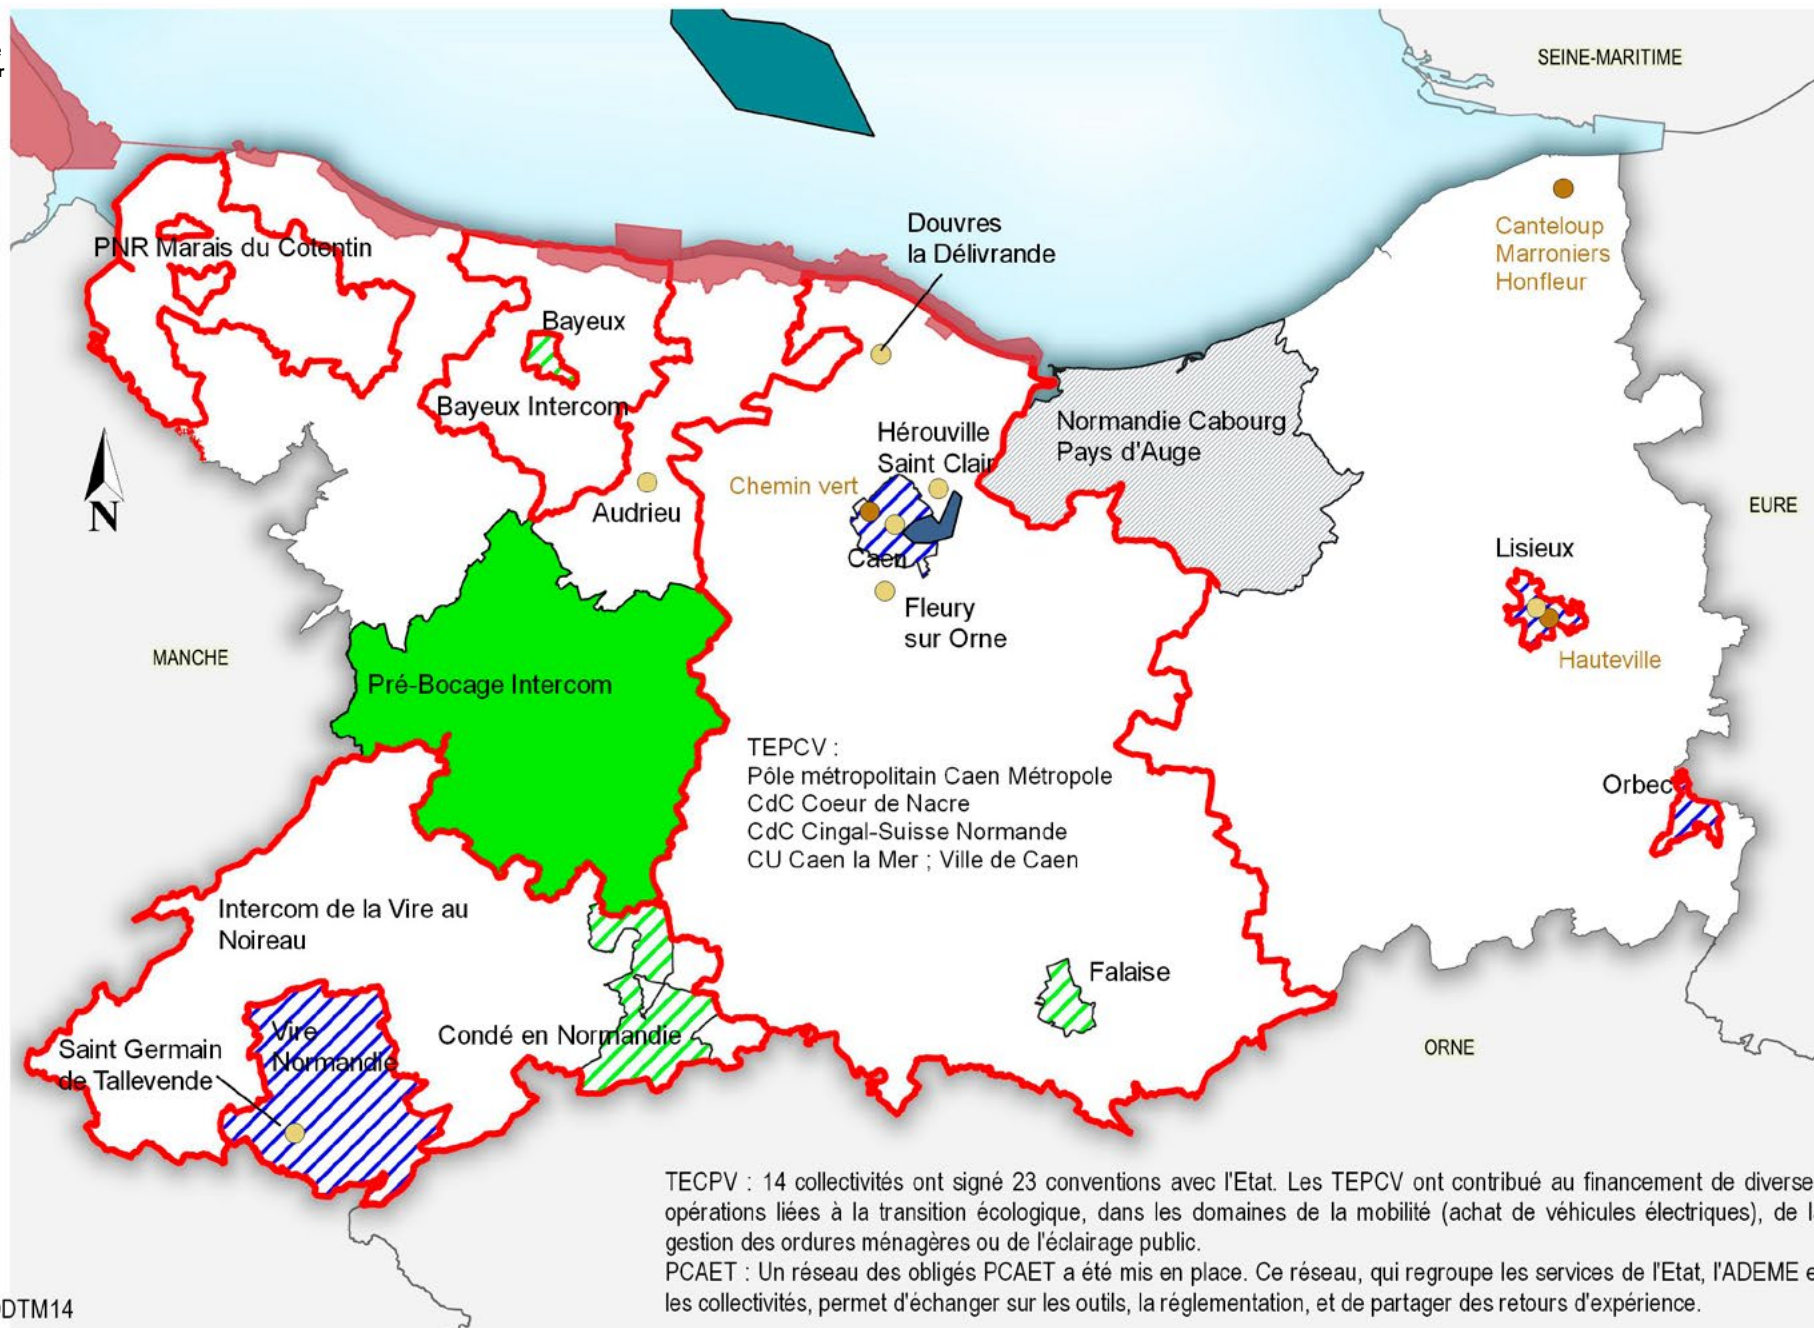 SEINE-MARITIME
Canteloup
Marroniers
Honfleur
Douvres
la Délivrande
PNR Marais du Cotentin
Bayeux
Bayeux Intercom
Normandie Cabourg
Pays d'Auge
Hérouville
Saint Clair
Chemin vert
Audrieu
N
EURE
Caen
Lisieux
Fleury
sur Orne
MANCHE
Hauteville
Pré-Bocage Intercom
TEPCV :
Pôle métropolitain Caen Métropole
CdC Coeur de Nacre
CdC Cingal-Suisse Normande
CU Caen la Mer ; Ville de Caen
Orbec
Intercom de la Vire au
Noireau
Falaise
Condé en Normandie
Vire
Normandie
Saint Germain
de Tallevende
ORNE
TECPV : 14 collectivités ont signé 23 conventions avec l'Etat. Les TEPCV ont contribué au financement de diverse
opérations liées à la transition écologique, dans les domaines de la mobilité (achat de véhicules électriques), de
gestion des ordures ménagères ou de l'éclairage public.
PCAET : Un réseau des obligés PCAET a été mis en place. Ce réseau, qui regroupe les services de l'Etat, l'ADEME e
les collectivités, permet d'échanger sur les outils, la réglementation, et de partager des retours d'expérience.
DTM14